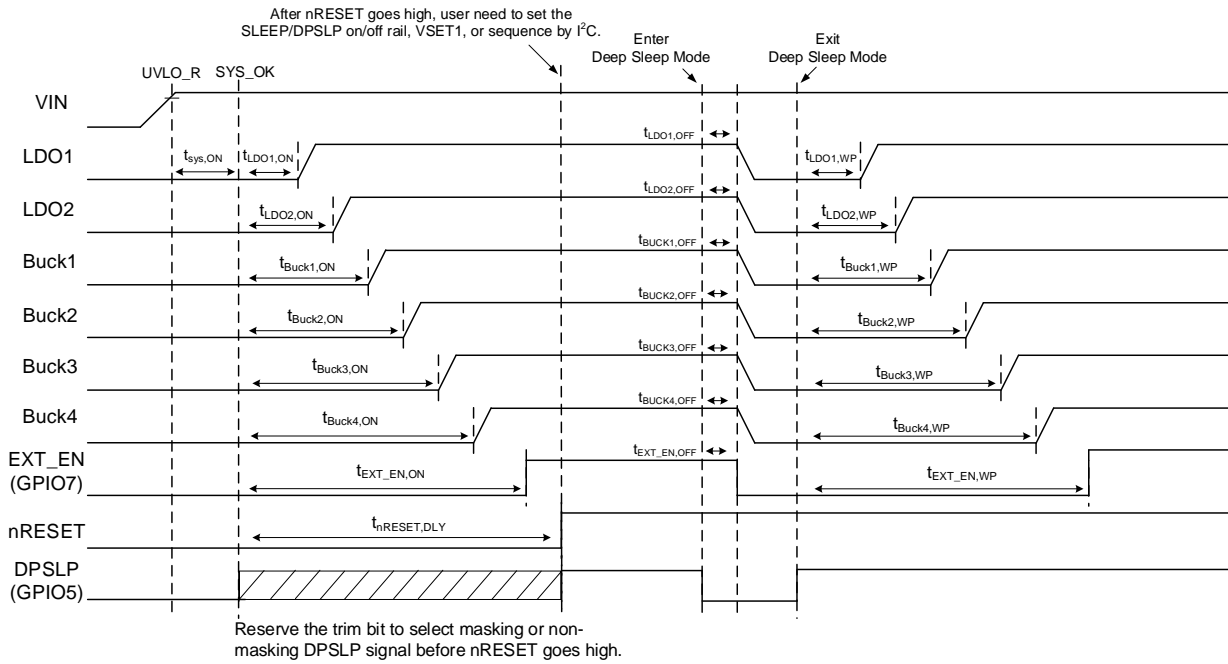 After nRESET goes high, user need to set the
SLEEP/DPSLP on/off rail, VSET1, or sequence by I²C.
Enter
Deep Sleep Mode
Exit
Deep Sleep Mode
UVLO_R SYS_OK
VIN
LDO1 tsys,ON tLDO1,ON tLDO1,OFF tLDO1,WP
LDO2 tLDO2,ON tLDO2,OFF tLDO2,WP
Buck1 tBuck1,ON tBUCK1,OFF tBuck1,WP
Buck2 tBuck2,ON tBUCK2,OFF tBuck2,WP
Buck3 tBuck3,ON tBUCK3,OFF tBuck3,WP
Buck4 tBuck4,ON tBUCK4,OFF tBuck4,WP
EXT_EN tEXT_EN,ON tEXT_EN,OFF tEXT_EN,WP
(GPIO7)
nRESET tnRESET,DLY
DPSLP
(GPIO5)
Reserve the trim bit to select masking or non-
masking DPSLP signal before nRESET goes high.